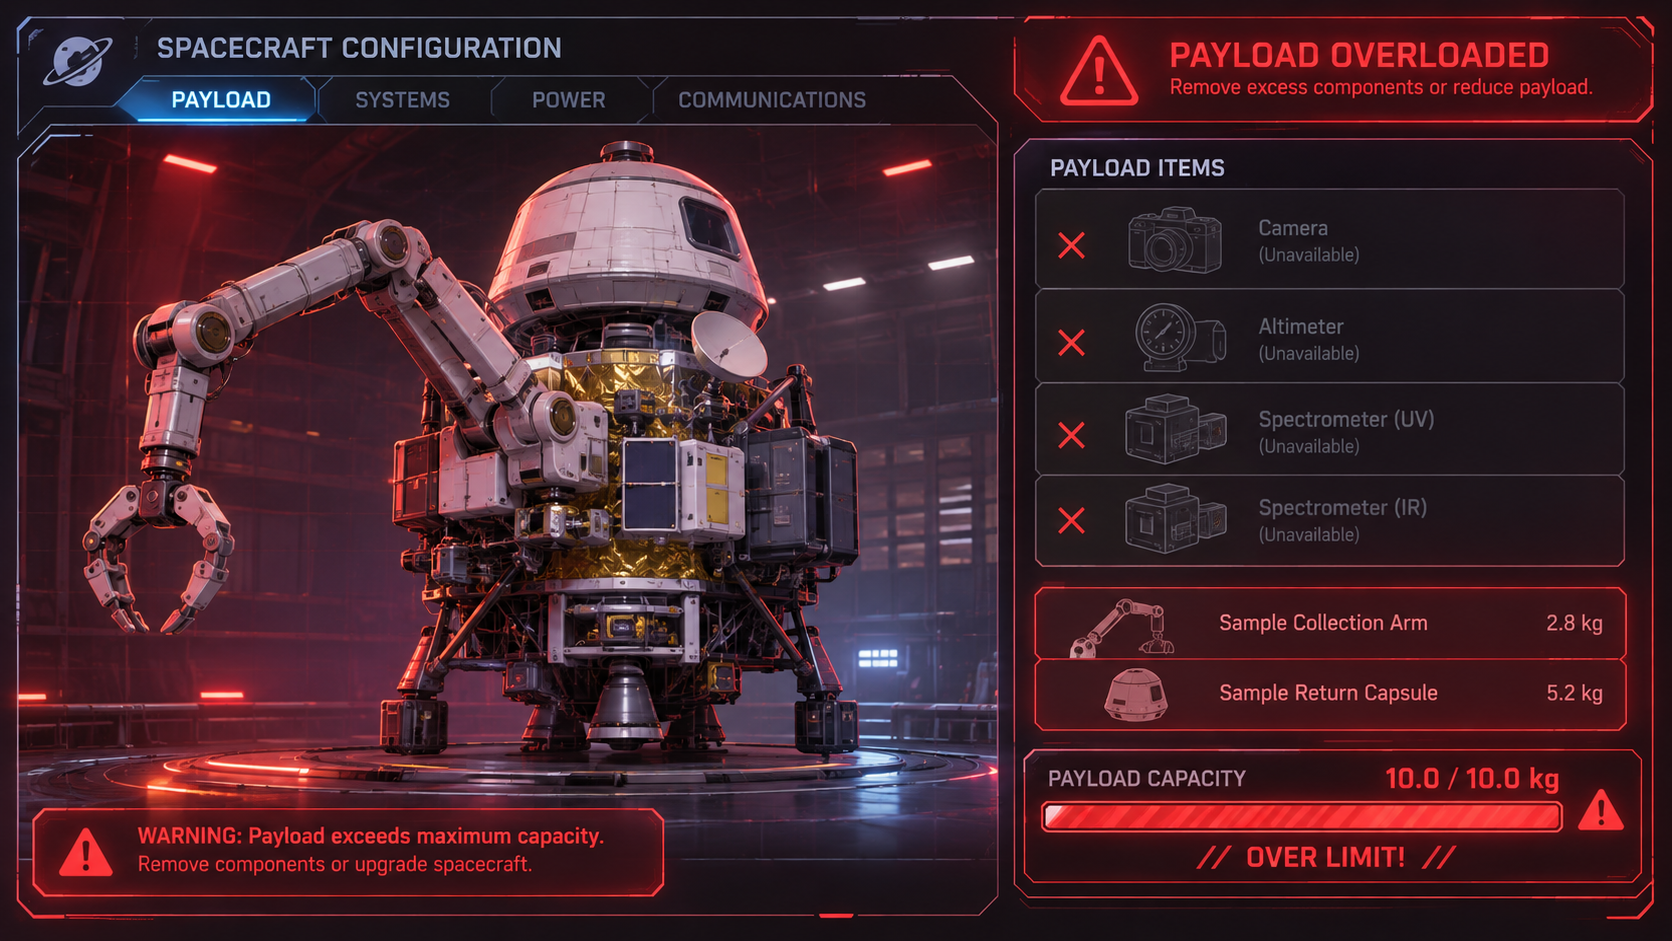 SPACECRAFT CONFIGURATION
PAYLOAD
SYSTEMS
POWER
COMMUNICATIONS
PAYLOAD OVERLOADED
Remove excess components or reduce payload.
PAYLOAD ITEMS
Camera
(Unavailable)
Altimeter
(Unavailable)
Spectrometer (UV)
(Unavailable)
Spectrometer (IR)
(Unavailable)
Sample Collection Arm 2.8 kg
Sample Return Capsule 5.2 kg
PAYLOAD CAPACITY 10.0 / 10.0 kg
// OVER LIMIT! //
WARNING: Payload exceeds maximum capacity.
Remove components or upgrade spacecraft.